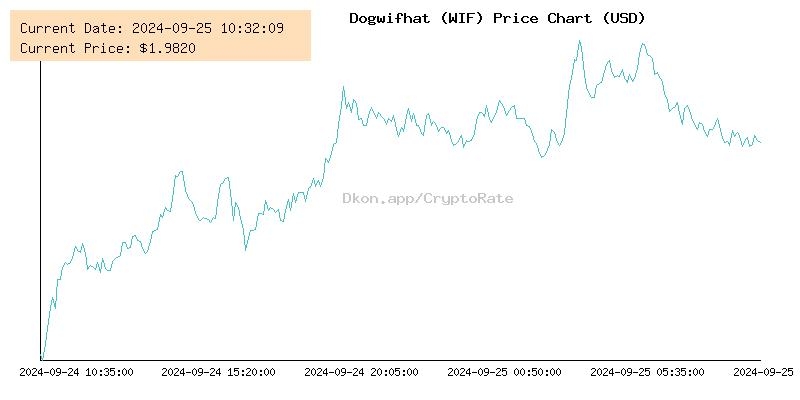 Dogwifhat (WIF) Price Chart (USD)
Current Date: 2024-09-25 10:32:09
Current Price: $1.9820
Dkon.app/CryptoRate
2024-09-24 10:35:00 2024-09-24 15:20:00 2024-09-24 20:05:00 2024-09-25 00:50:00 2024-09-25 05:35:00 2024-09-25